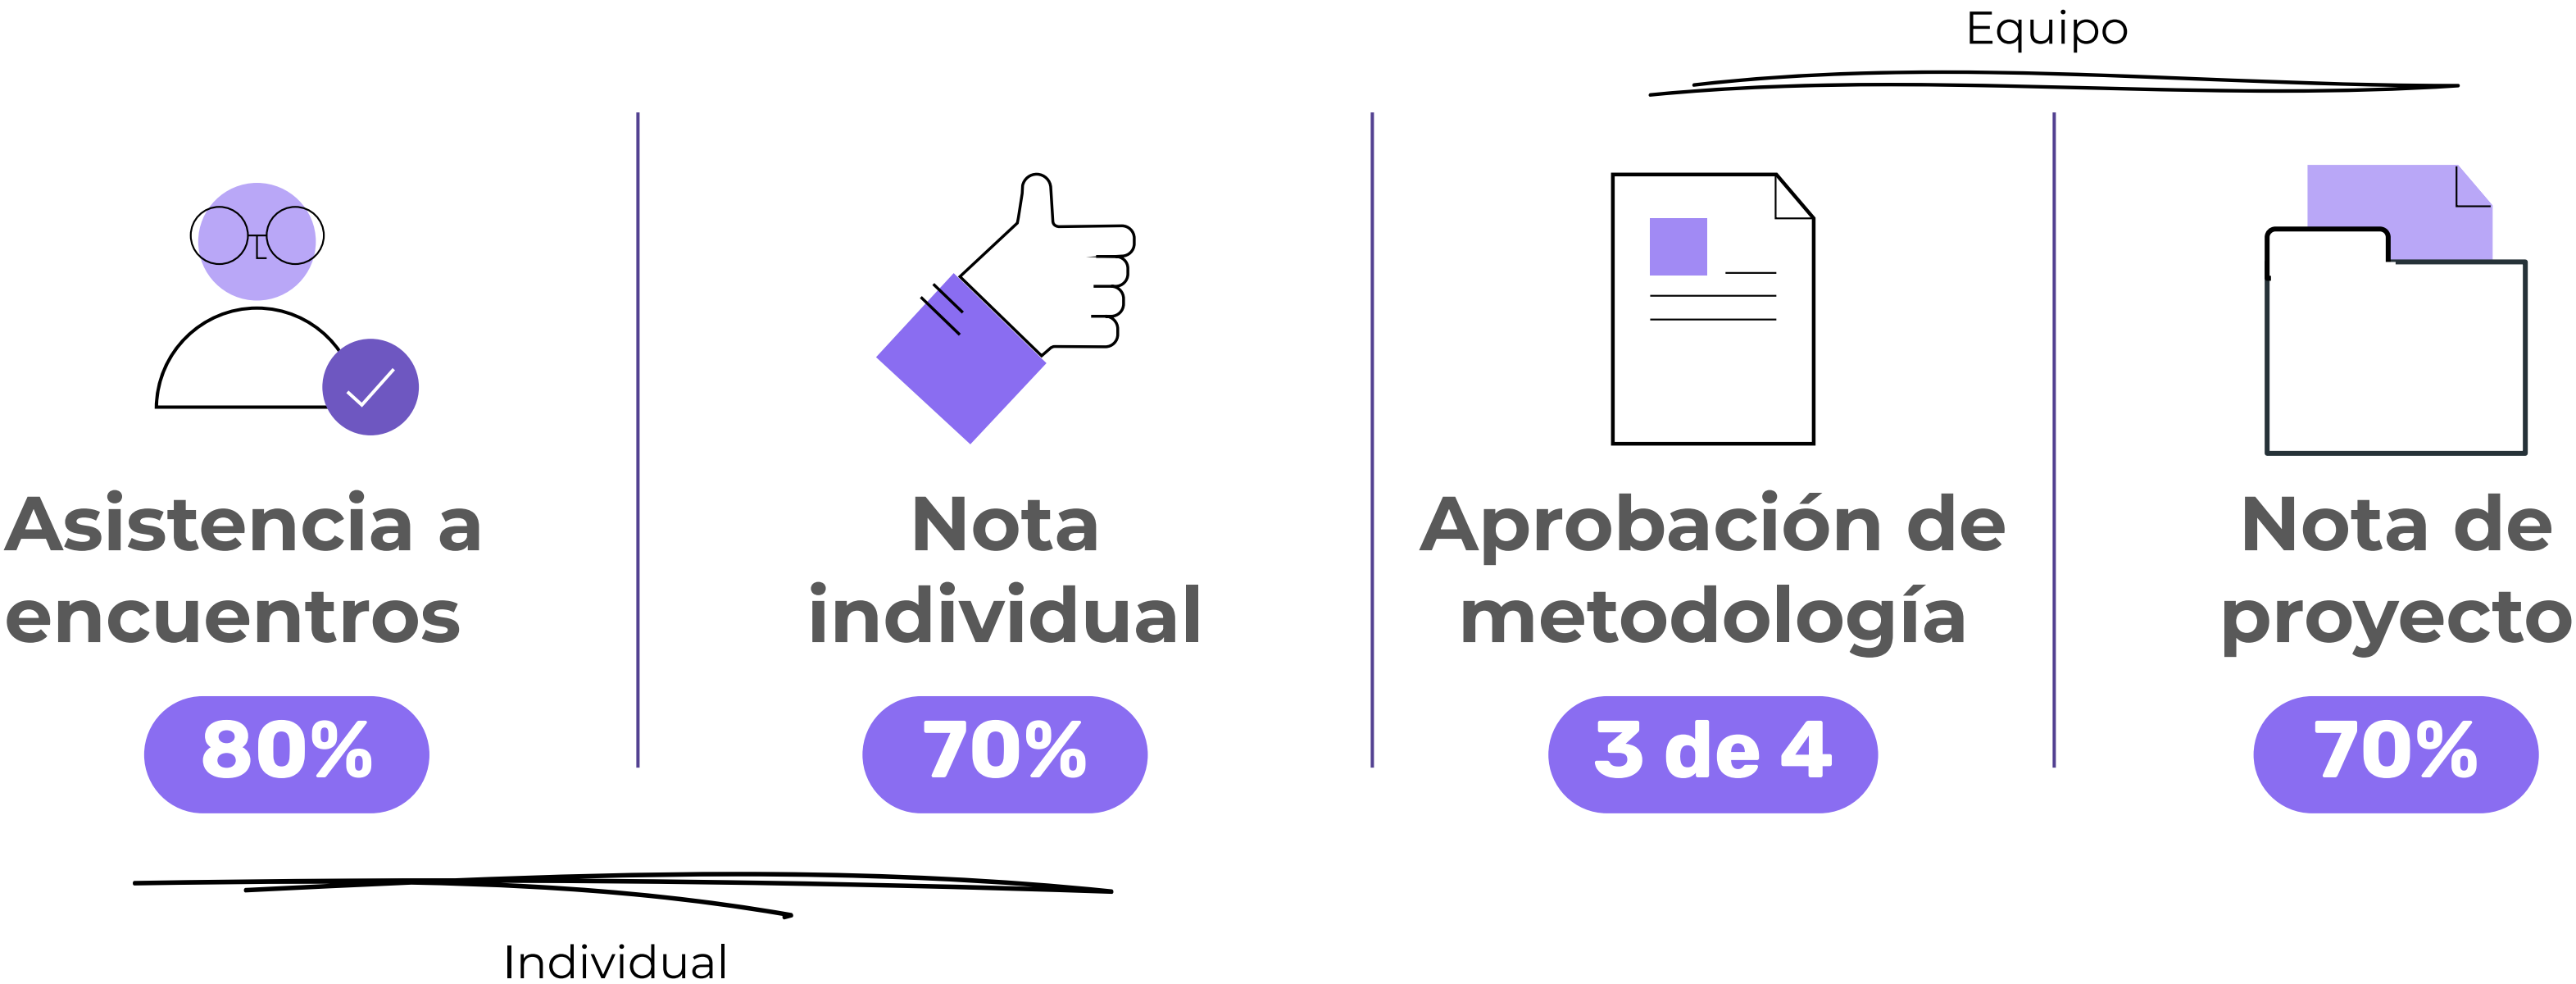 Equipo
Asistencia a
encuentros
80%
Nota
individual
70%
Aprobación de
metodología
3 de 4
Nota de
proyecto
70%
Individual